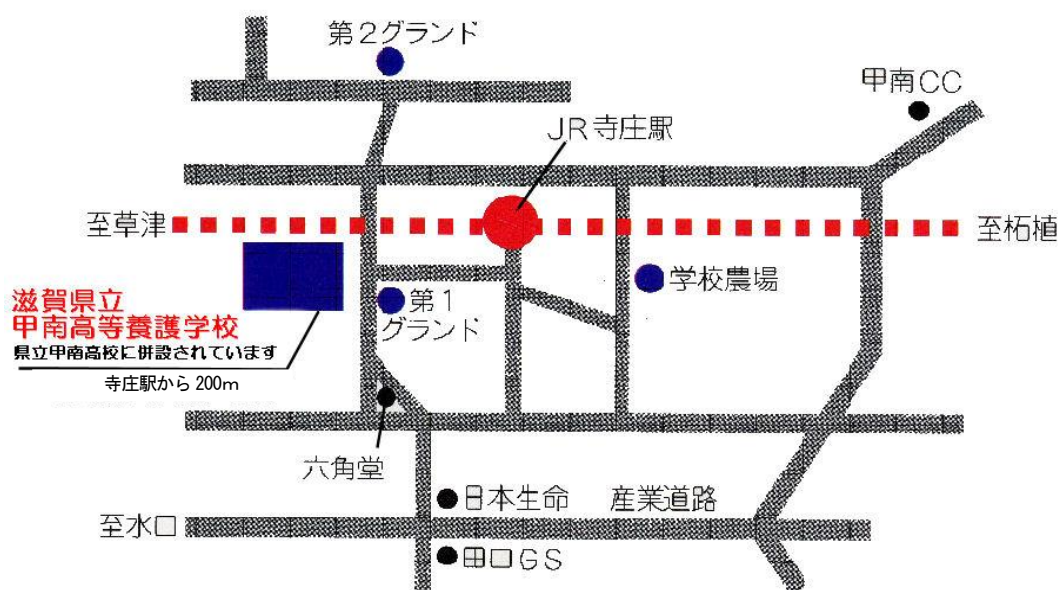 第2グランド
甲南CC
JR寺庄駅
至草津
至柘植
学校農場
第1
グランド
滋賀県立
甲南高等養護学校
県立甲南高校に併設されています
寺庄駅から200m
六角堂
日本生命
産業道路
至水口
田口GS